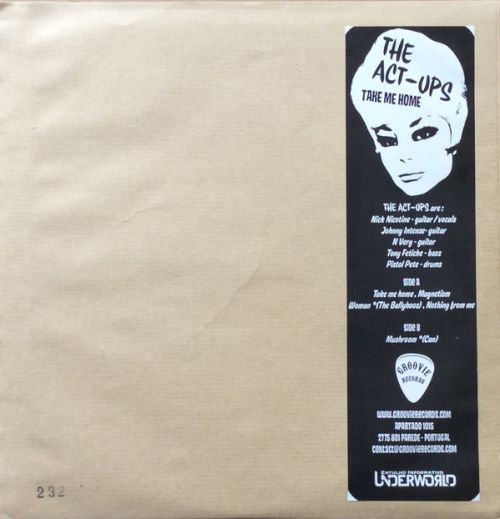 THE
ACT-UPS
TAKE ME HOME
THE ACT-UPS are :
Nick Nicotine - guitar / vocals
Johnny Intense - guitar
N Very - guitar
Tony Fetiche - bass
Pistol Pete - drums
Side A
Take me home . Magnetism
Woman *(The Ballyhoos) . Nothing from me
Side B
Mushroom *(Can)
GROOVIE
RECORDS
WWW.GROOVIERECORDS.COM
APARTADO 1015
2775 801 PAREDE - PORTUGAL
CONTACT@GROOVIERECORDS.COM
ENTULHO INFORMATIVO
UNDERWORLD
232